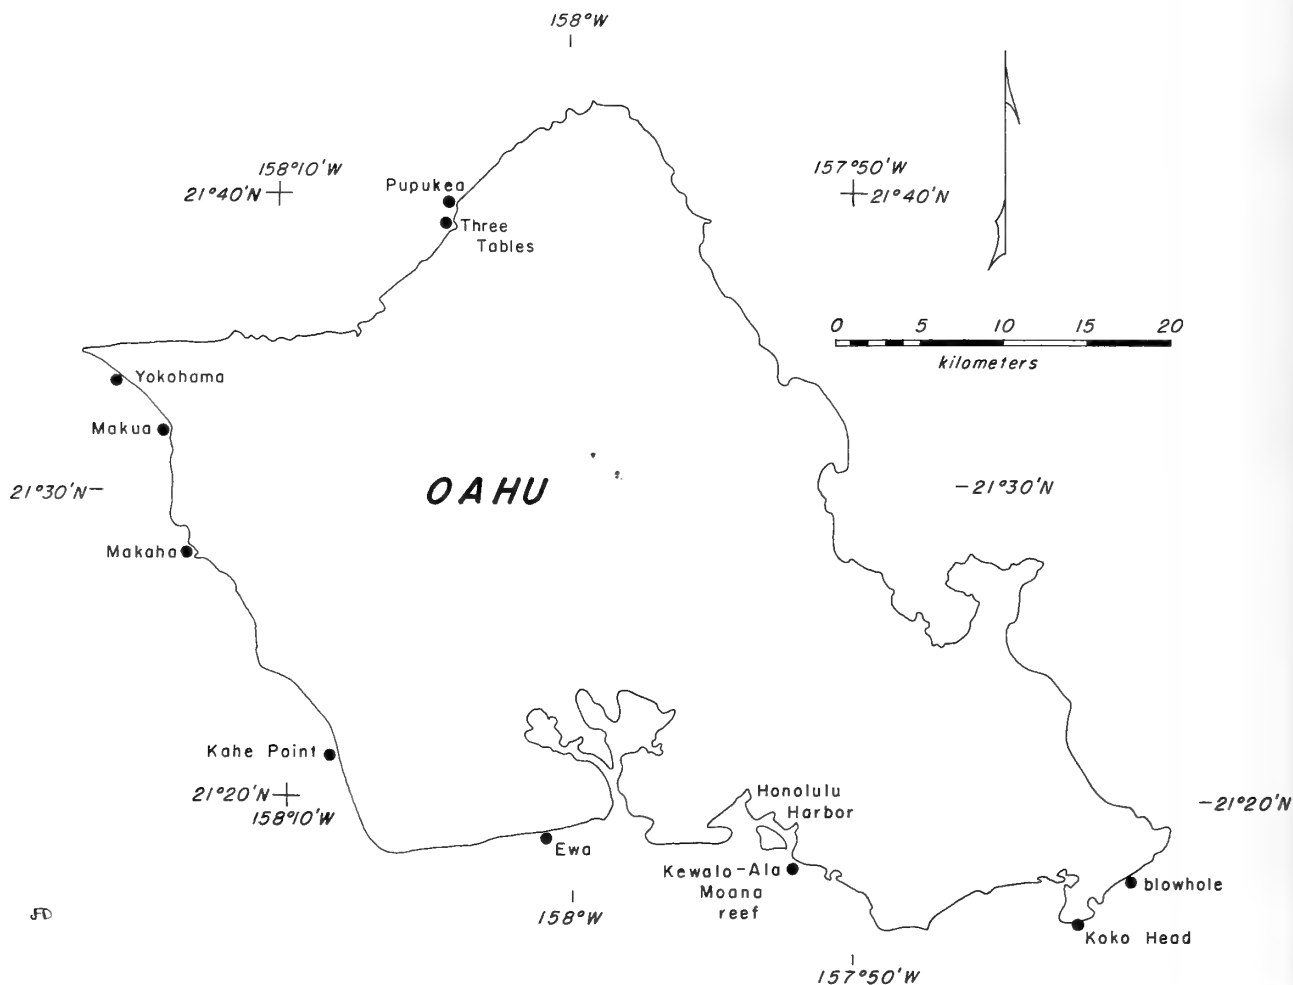 158°W
158°10'W
21°40'N
157°50'W
21°40'N
Pupukea
Three
Tables
0 5 10 15 20
kilometers
Yokohama
Makua
21°30'N
OAHU
21°30'N
Makaha
Kahe Point
21°20'N
158°10'W
Honolulu
Harbor
21°20'N
Ewa
Kewalo-Ala
Moana
reef
blowhole
158°W
Koko Head
157°50'W